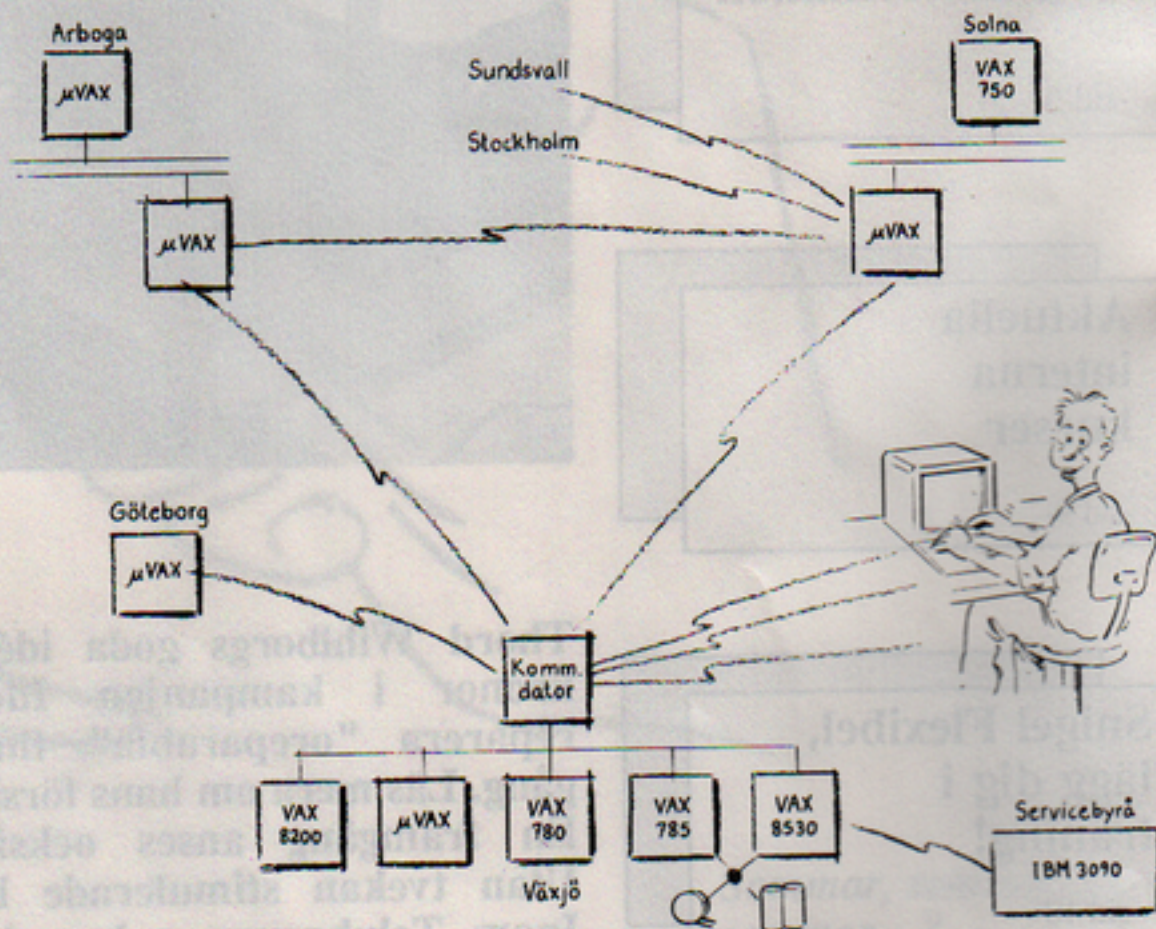 Arboga
μVAX
Sundsvall
Stockholm
Solna
VAX
750
μVAX
μVAX
Göteborg
μVAX
Komm.
dator
VAX
8200
μVAX
VAX
780
VAX
785
VAX
8530
Växjö
Servicebyrå
IBM 3090